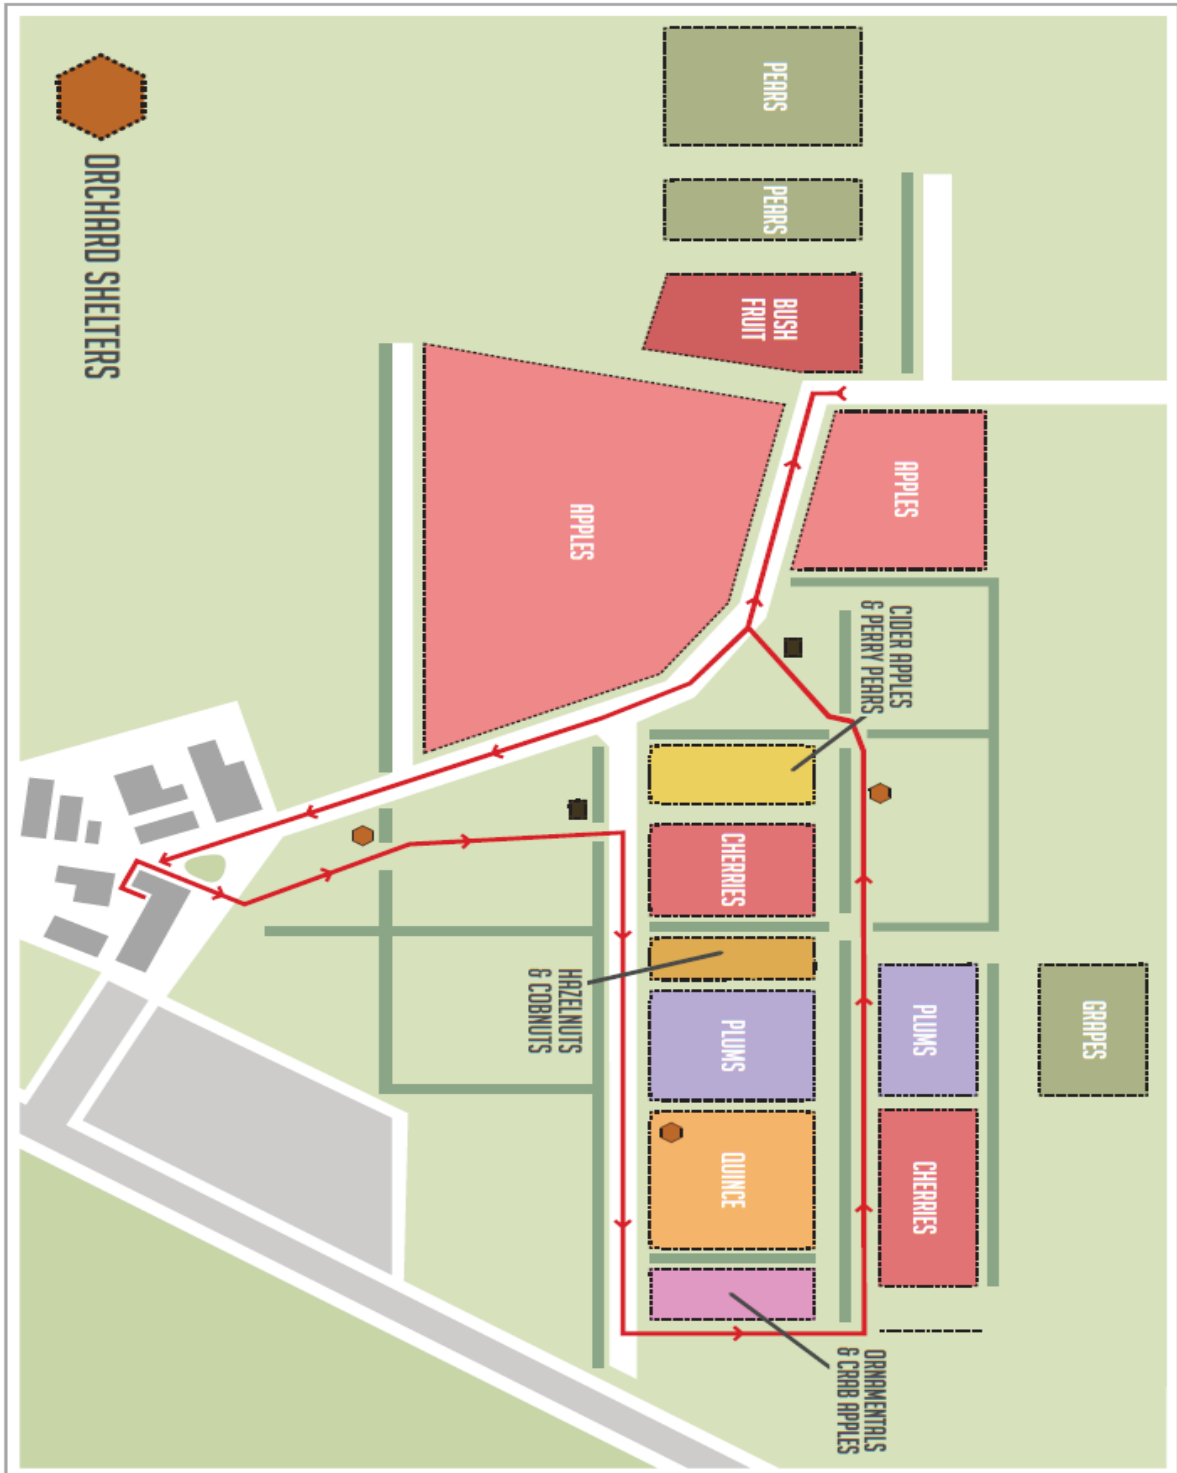 GRAPES
PLUMS
CHERRIES
APPLES
CIDER APPLES
& PERRY PEARS
ORNAMENTALS
& CRAB APPLES
PEARS
PEARS
BUSH
FRUIT
CHERRIES
PLUMS
QUINCE
APPLES
HAZELNUTS
& COBNUTS
ORCHARD SHELTERS